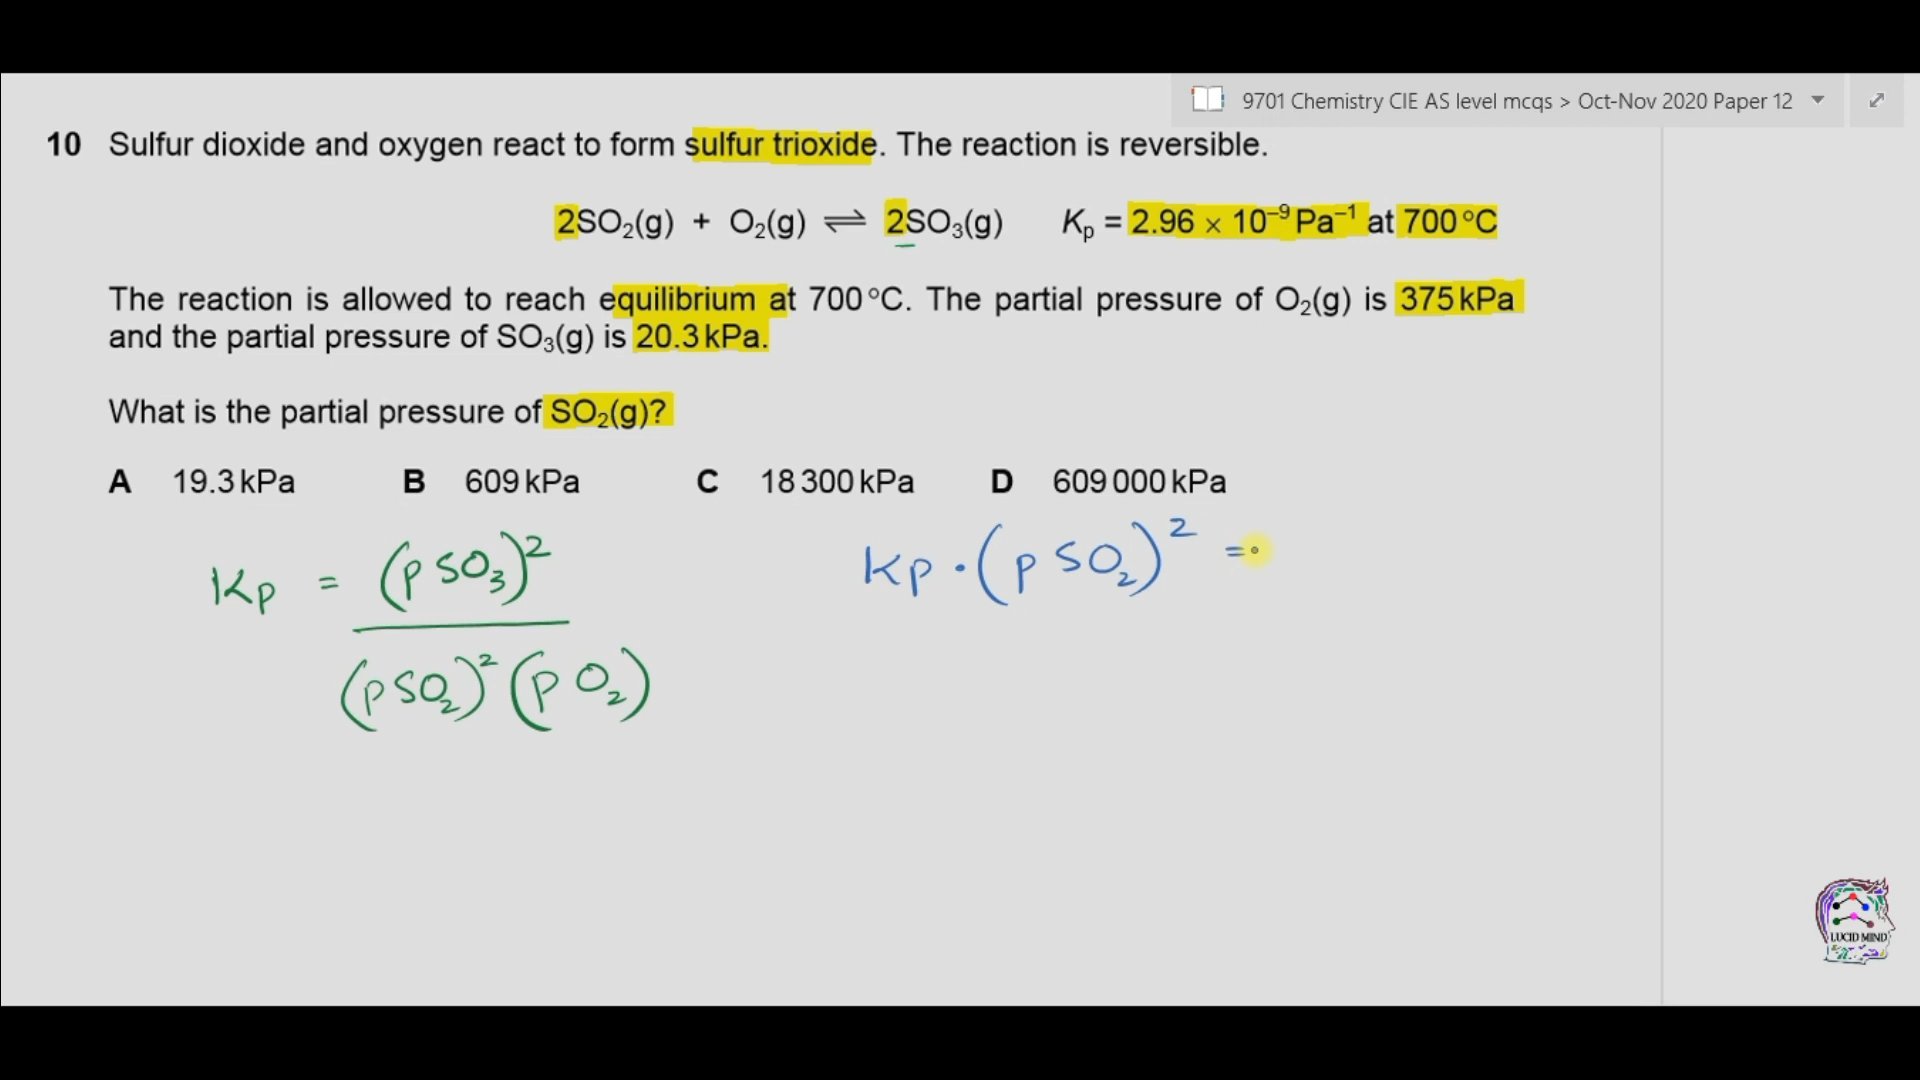 9701 Chemistry CIE AS level mcqs > Oct-Nov 2020 Paper 12
10 Sulfur dioxide and oxygen react to form sulfur trioxide. The reaction is reversible.
2SO₂(g) + O₂(g) ⇌ 2SO₃(g) Kₚ = 2.96 × 10⁻⁹ Pa⁻¹ at 700 °C
The reaction is allowed to reach equilibrium at 700 °C. The partial pressure of O₂(g) is 375 kPa
and the partial pressure of SO₃(g) is 20.3 kPa.
What is the partial pressure of SO₂(g)?
A 19.3 kPa B 609 kPa C 18 300 kPa D 609 000 kPa
Kp = (p SO₃)²
(p SO₂)² (p O₂)
Kp · (p SO₂)² =
LUCID MIND